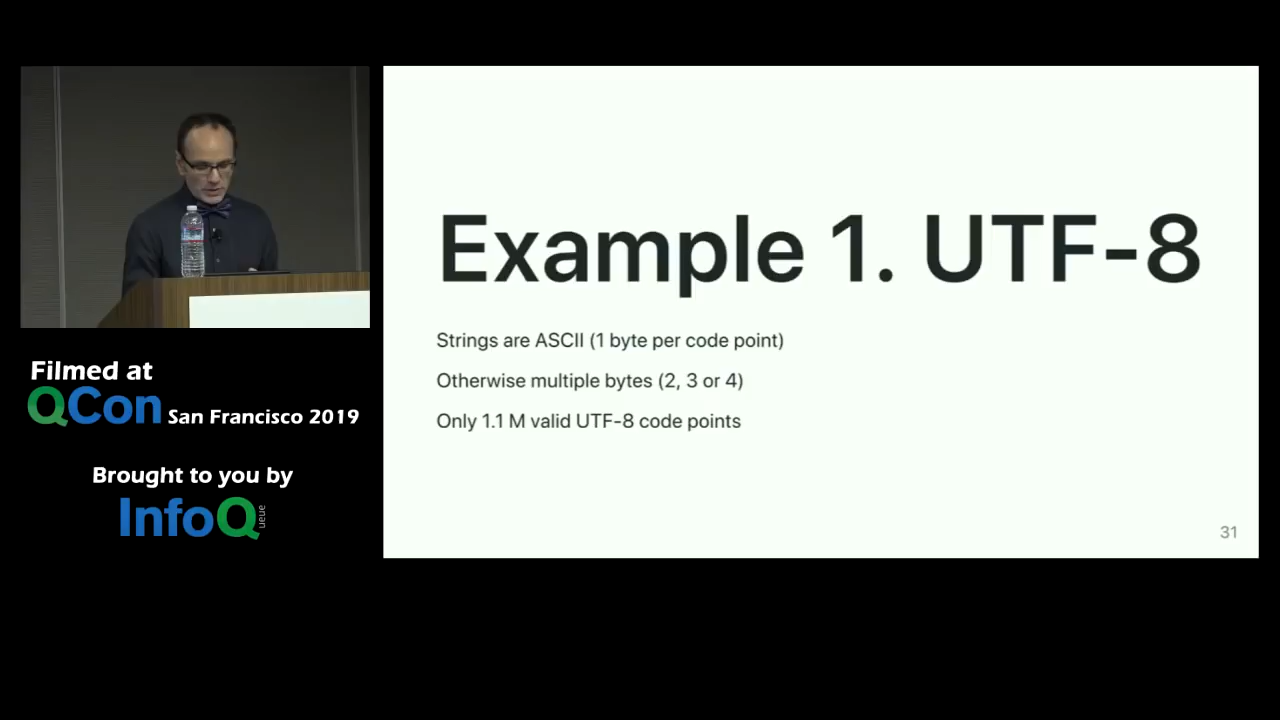 Example 1. UTF-8
Strings are ASCII (1 byte per code point)
Otherwise multiple bytes (2, 3 or 4)
Only 1.1 M valid UTF-8 code points
31
Filmed at
QCon San Francisco 2019
Brought to you by
InfoQueue